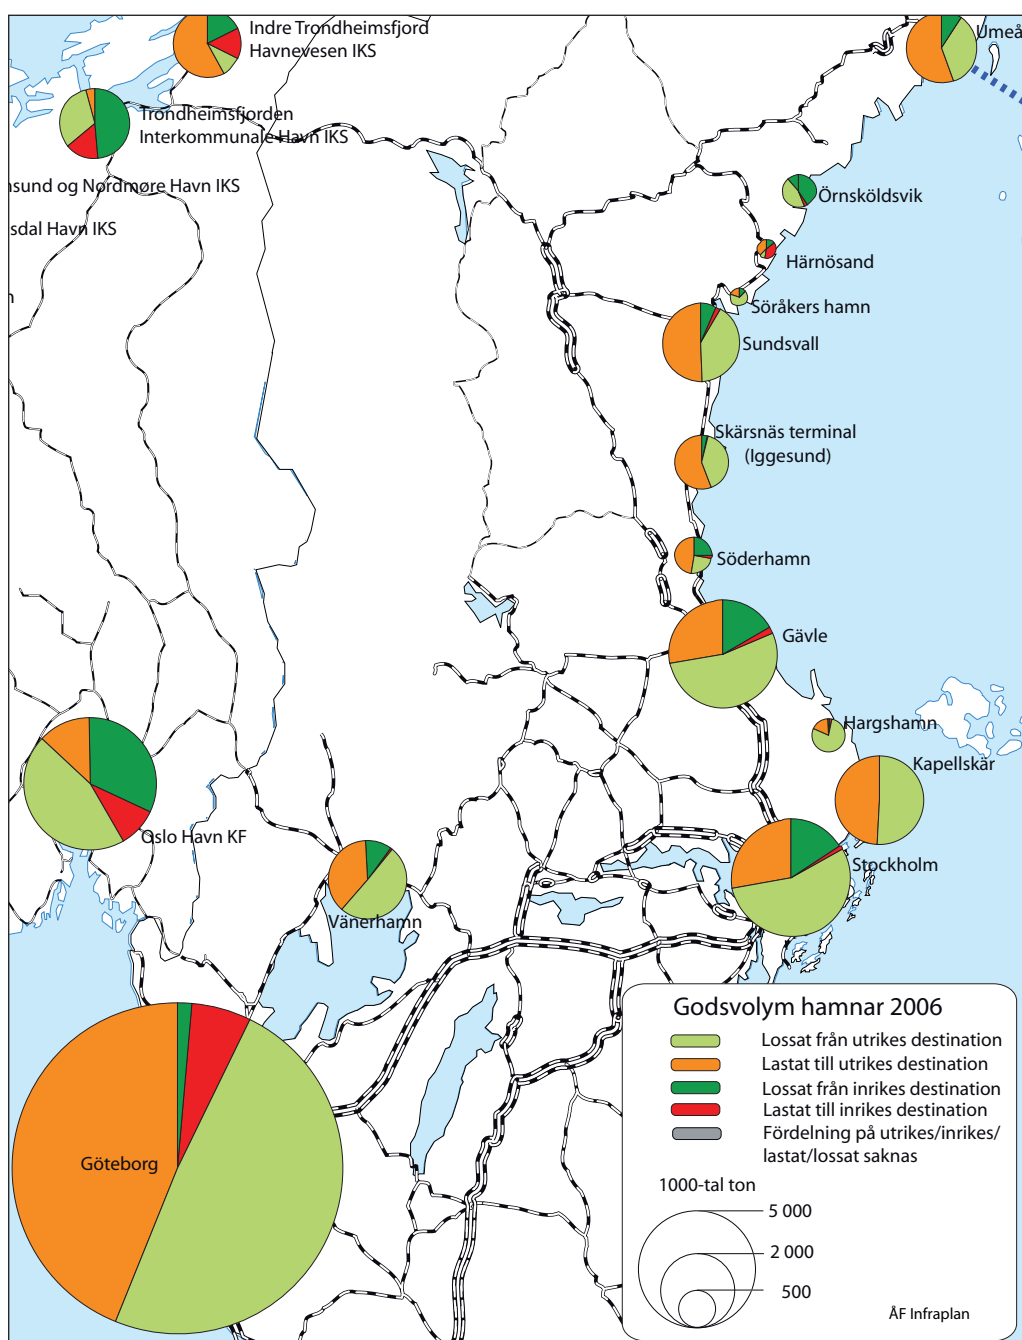 Indre Trondheimsfjord
Havnevesen IKS
Umeå
Trondheimsfjorden
Interkommunale Havn IKS
nsund og Nordmøre Havn IKS
Örnsköldsvik
sdal Havn IKS
Härnösand
n
Söråkers hamn
Sundsvall
Skärsnäs terminal
(Iggesund)
Söderhamn
Gävle
Hargshamn
Kapellskär
Oslo Havn KF
Stockholm
Vänerhamn
Göteborg
Godsvolym hamnar 2006
Lossat från utrikes destination
Lastat till utrikes destination
Lossat från inrikes destination
Lastat till inrikes destination
Fördelning på utrikes/inrikes/
lastat/lossat saknas
1000-tal ton
5 000
2 000
500
ÅF Infraplan